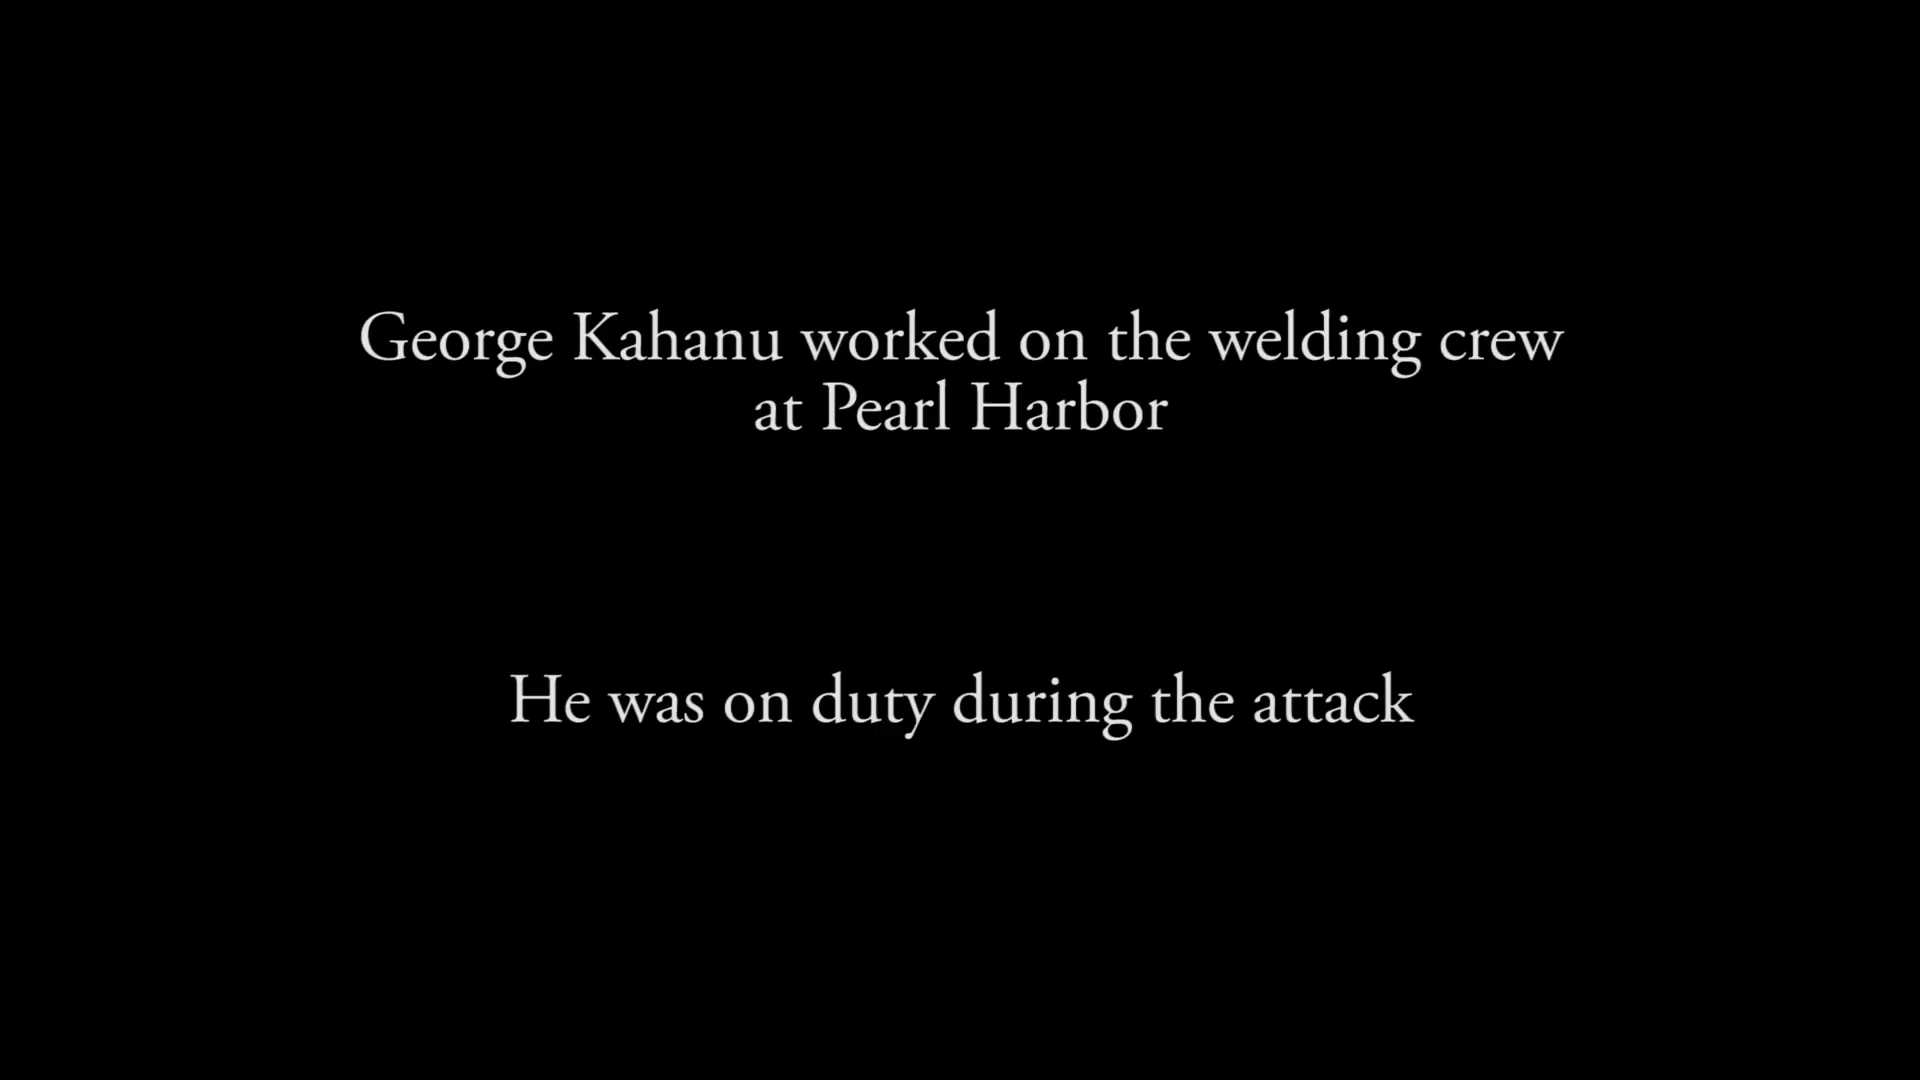 George Kahanu worked on the welding crew
at Pearl Harbor
He was on duty during the attack